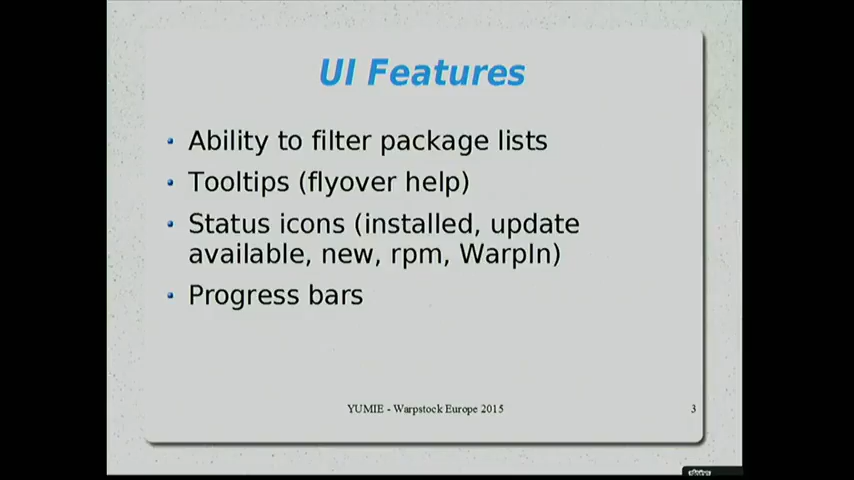 UI Features
Ability to filter package lists
Tooltips (flyover help)
Status icons (installed, update
available, new, rpm, WarpIn)
Progress bars
YUMIE - Warpstock Europe 2015
3